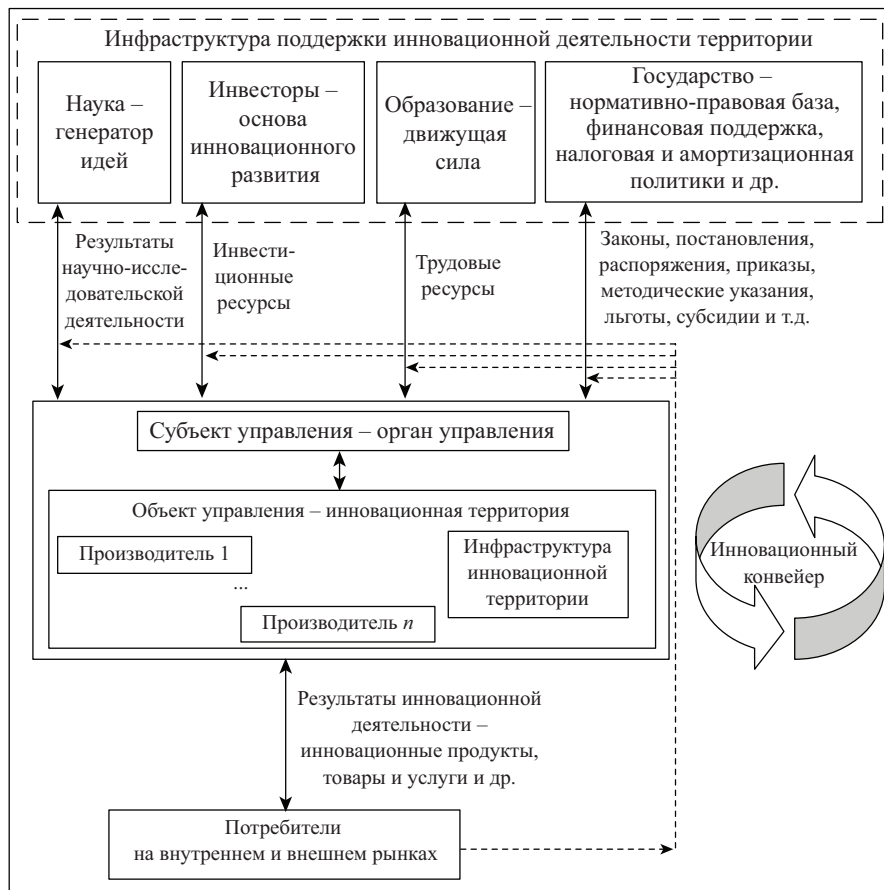 Инфраструктура поддержки инновационной деятельности территории
Наука –
генератор
идей
Инвесторы –
основа
инновационного
развития
Образование –
движущая
сила
Государство –
нормативно-правовая база,
финансовая поддержка,
налоговая и амортизационная
политики и др.
Результаты
научно-иссле-
довательской
деятельности
Инвести-
ционные
ресурсы
Трудовые
ресурсы
Законы, постановления,
распоряжения, приказы,
методические указания,
льготы, субсидии и т.д.
Субъект управления – орган управления
Объект управления – инновационная территория
Производитель 1
...
Производитель n
Инфраструктура
инновационной
территории
Инновационный
конвейер
Результаты инновационной
деятельности –
инновационные продукты,
товары и услуги и др.
Потребители
на внутреннем и внешнем рынках